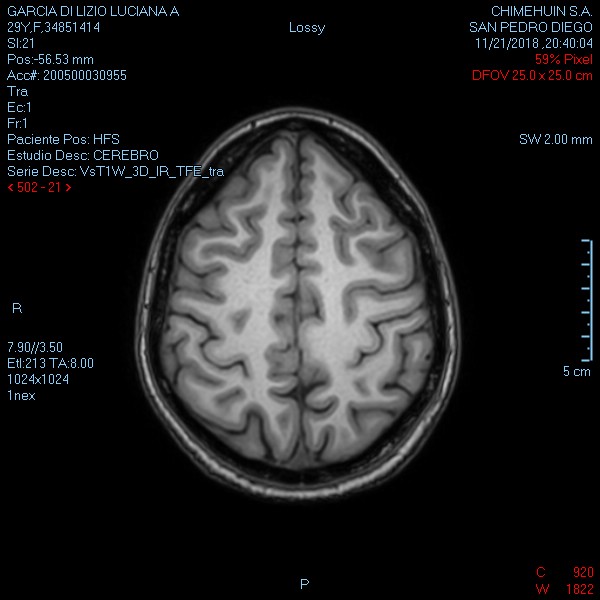 GARCIA DI LIZIO LUCIANA A
29Y,F,34851414
Sl:21
Pos:-56.53 mm
Acc#: 200500030955
Tra
Ec:1
Fr:1
Paciente Pos: HFS
Estudio Desc: CEREBRO
Serie Desc: VsT1W_3D_IR_TFE_tra
< 502 - 21 >
Lossy
CHIMEHUIN S.A.
SAN PEDRO DIEGO
11/21/2018 ,20:40:04
59% Pixel
DFOV 25.0 x 25.0 cm
SW 2.00 mm
R
7.90//3.50
Etl:213 TA:8.00
1024x1024
1nex
5 cm
P
C 920
W 1822